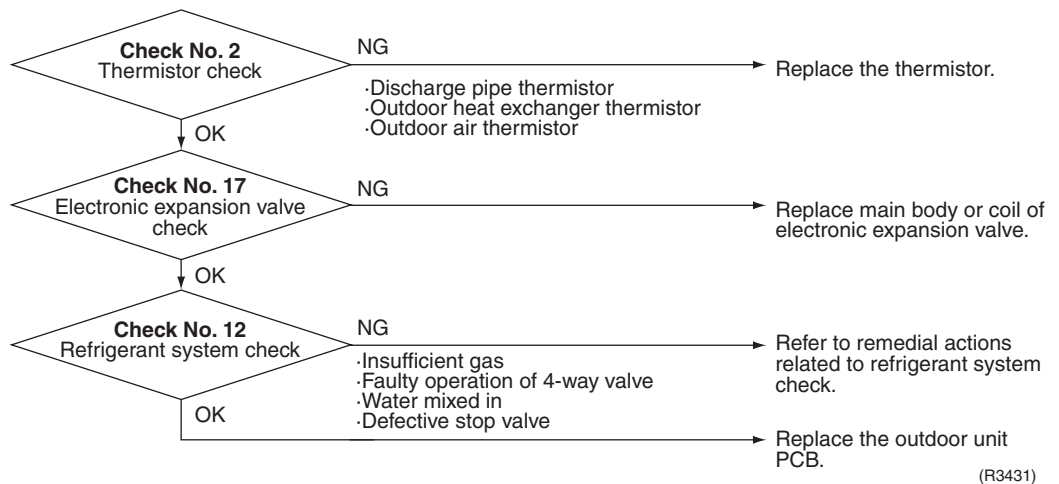 Check No. 2
Thermistor check
NG
·Discharge pipe thermistor
·Outdoor heat exchanger thermistor
·Outdoor air thermistor
Replace the thermistor.
OK
Check No. 17
Electronic expansion valve
check
NG
Replace main body or coil of
electronic expansion valve.
OK
Check No. 12
Refrigerant system check
NG
·Insufficient gas
·Faulty operation of 4-way valve
·Water mixed in
·Defective stop valve
Refer to remedial actions
related to refrigerant system
check.
OK
Replace the outdoor unit
PCB.
(R3431)